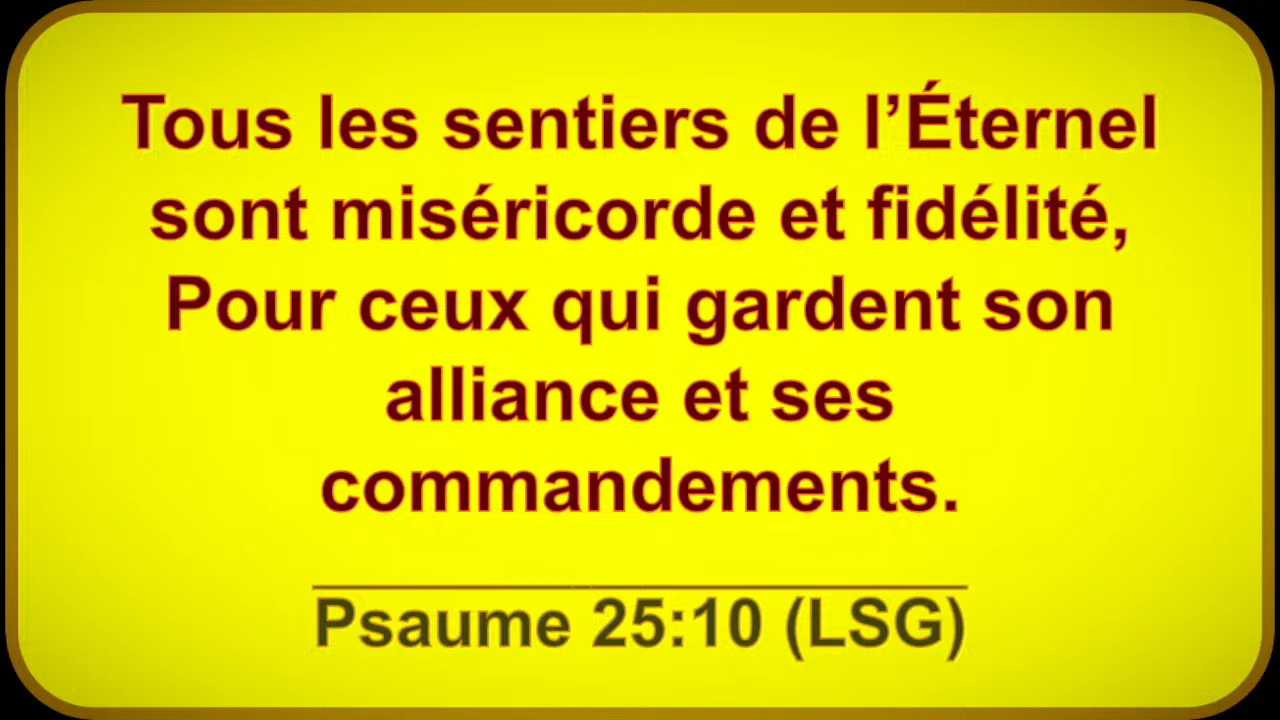 Tous les sentiers de l’Éternel
sont miséricorde et fidélité,
Pour ceux qui gardent son
alliance et ses
commandements.
Psaume 25:10 (LSG)